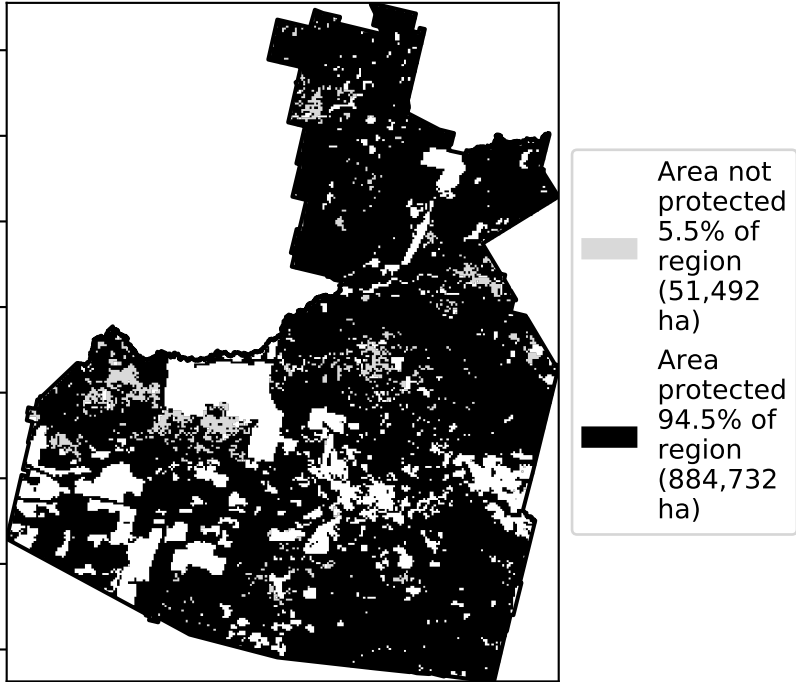 Area not
protected
5.5% of
region
(51,492
ha)
Area
protected
94.5% of
region
(884,732
ha)